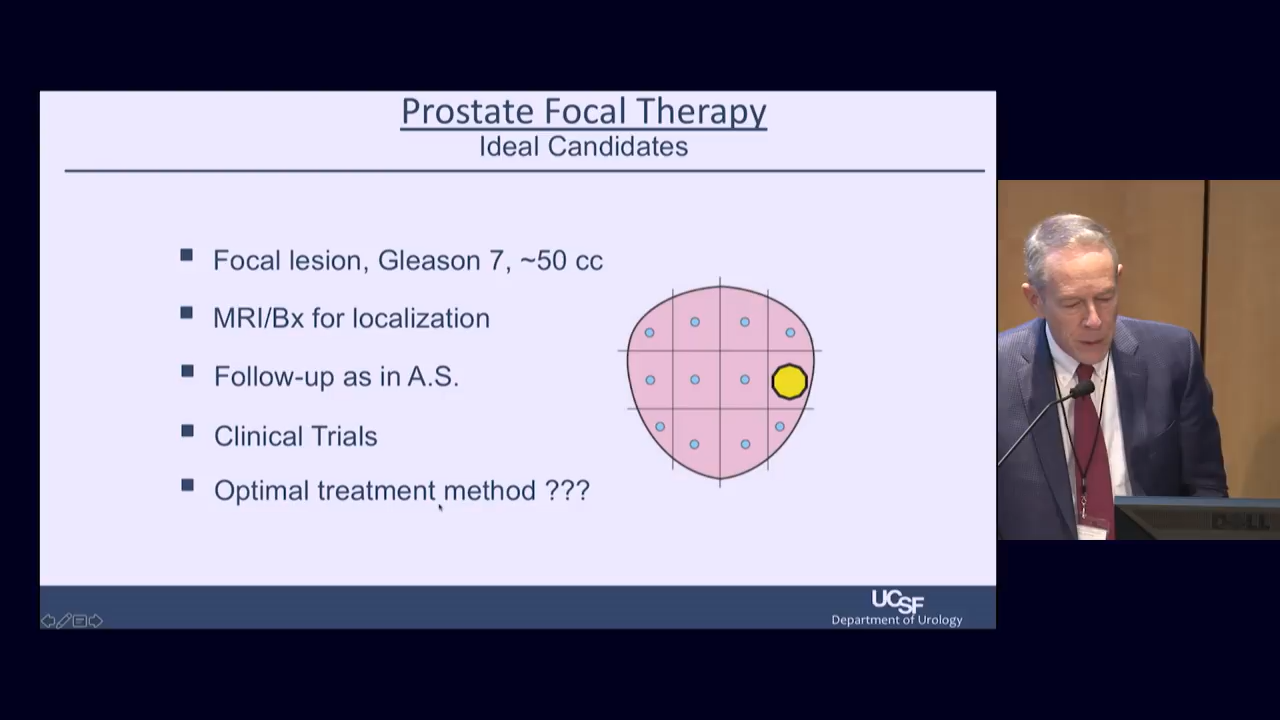 Prostate Focal Therapy
Ideal Candidates
Focal lesion, Gleason 7, ~50 cc
MRI/Bx for localization
Follow-up as in A.S.
Clinical Trials
Optimal treatment method ???
UCSF
Department of Urology
DELL